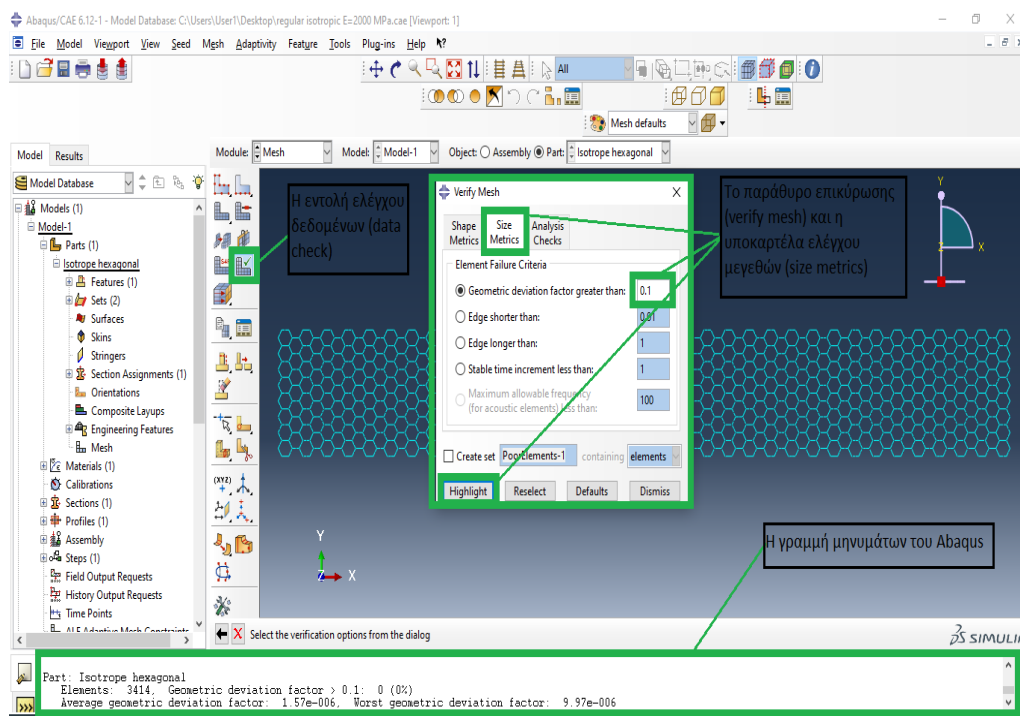 Abaqus/CAE 6.12-1 - Model Database: C:\Users\User1\Desktop\regular isotropic E=2000 MPa.cae [Viewport: 1]
File Model Viewport View Seed Mesh Adaptivity Feature Tools Plug-ins Help
All
Mesh defaults
Model Results
Module: Mesh Model: Model-1 Object: Assembly Part: Isotrope hexagonal
Model Database
Models (1)
Model-1
Parts (1)
Isotrope hexagonal
Features (1)
Sets (2)
Surfaces
Skins
Stringers
Section Assignments (1)
Orientations
Composite Layups
Engineering Features
Mesh
Materials (1)
Calibrations
Sections (1)
Profiles (1)
Assembly
Steps (1)
Field Output Requests
History Output Requests
Time Points
ALE Adaptive Mesh Constraints
(XYZ)
Η εντολή ελέγχου
δεδομένων (data
check)
Verify Mesh
Shape
Metrics
Size
Metrics
Analysis
Checks
Element Failure Criteria
Geometric deviation factor greater than: 0.1
Edge shorter than: 0.01
Edge longer than: 1
Stable time increment less than: 1
Maximum allowable frequency
(for acoustic elements) less than: 100
Create set PoorElements-1 containing elements
Highlight Reselect Defaults Dismiss
Το παράθυρο επικύρωσης
(verify mesh) και η
υποκαρτέλα ελέγχου
μεγεθών (size metrics)
Y
X
Η γραμμή μηνυμάτων του Abaqus
Y
Z X
Select the verification options from the dialog
SIMULI
Part: Isotrope hexagonal
Elements: 3414, Geometric deviation factor > 0.1: 0 (0%)
Average geometric deviation factor: 1.57e-006, Worst geometric deviation factor: 9.97e-006
>>>